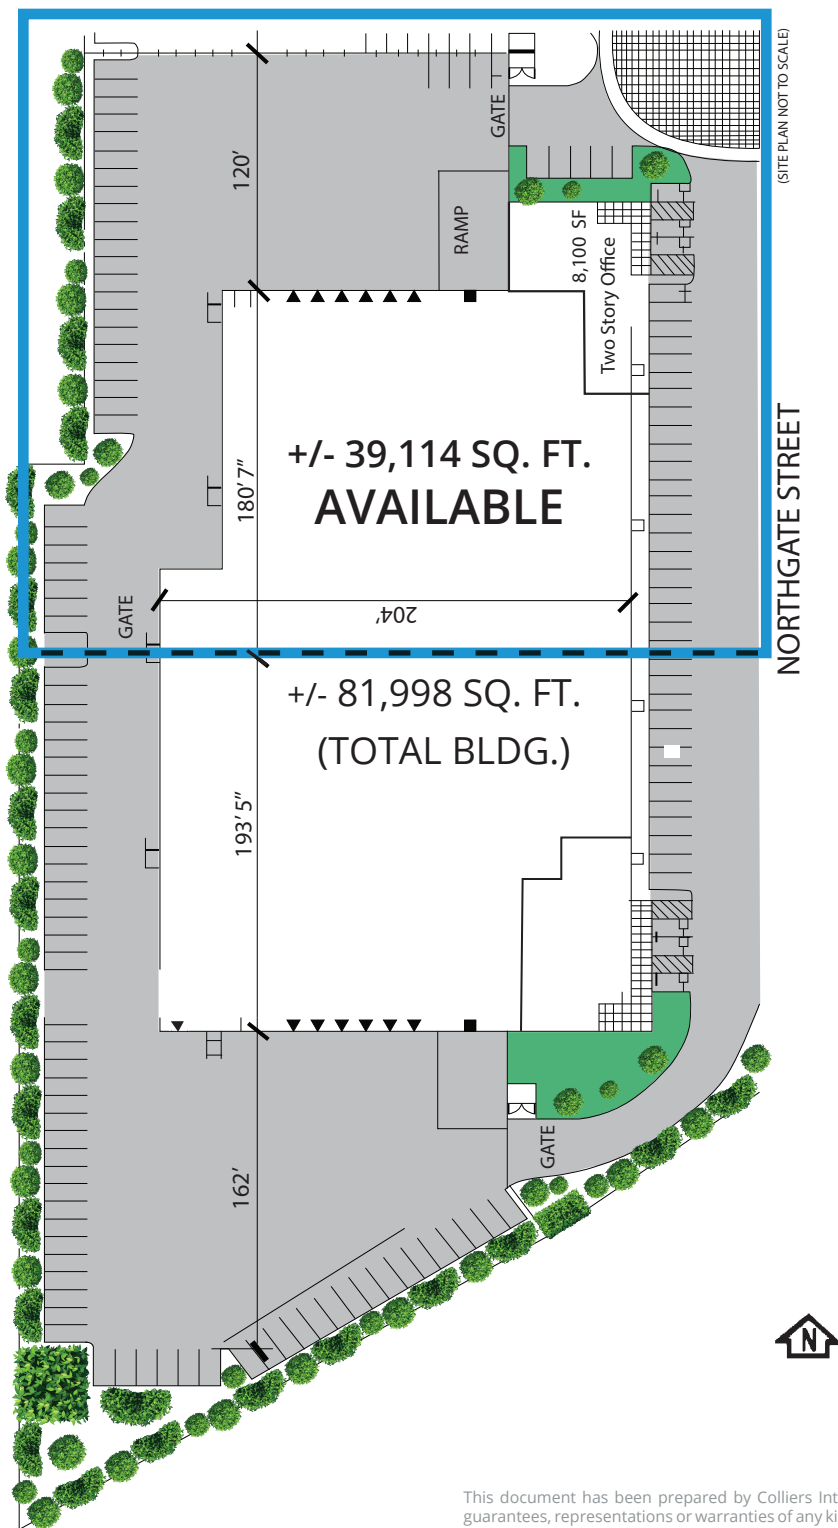 (SITE PLAN NOT TO SCALE)
GATE
120’
RAMP
8,100 SF
Two Story Office
+/- 39,114 SQ. FT.
AVAILABLE
180’ 7”
NORTHGATE STREET
GATE
204’
+/- 81,998 SQ. FT.
(TOTAL BLDG.)
193’ 5”
GATE
162’
N
This document has been prepared by Colliers Int
guarantees, representations or warranties of any ki